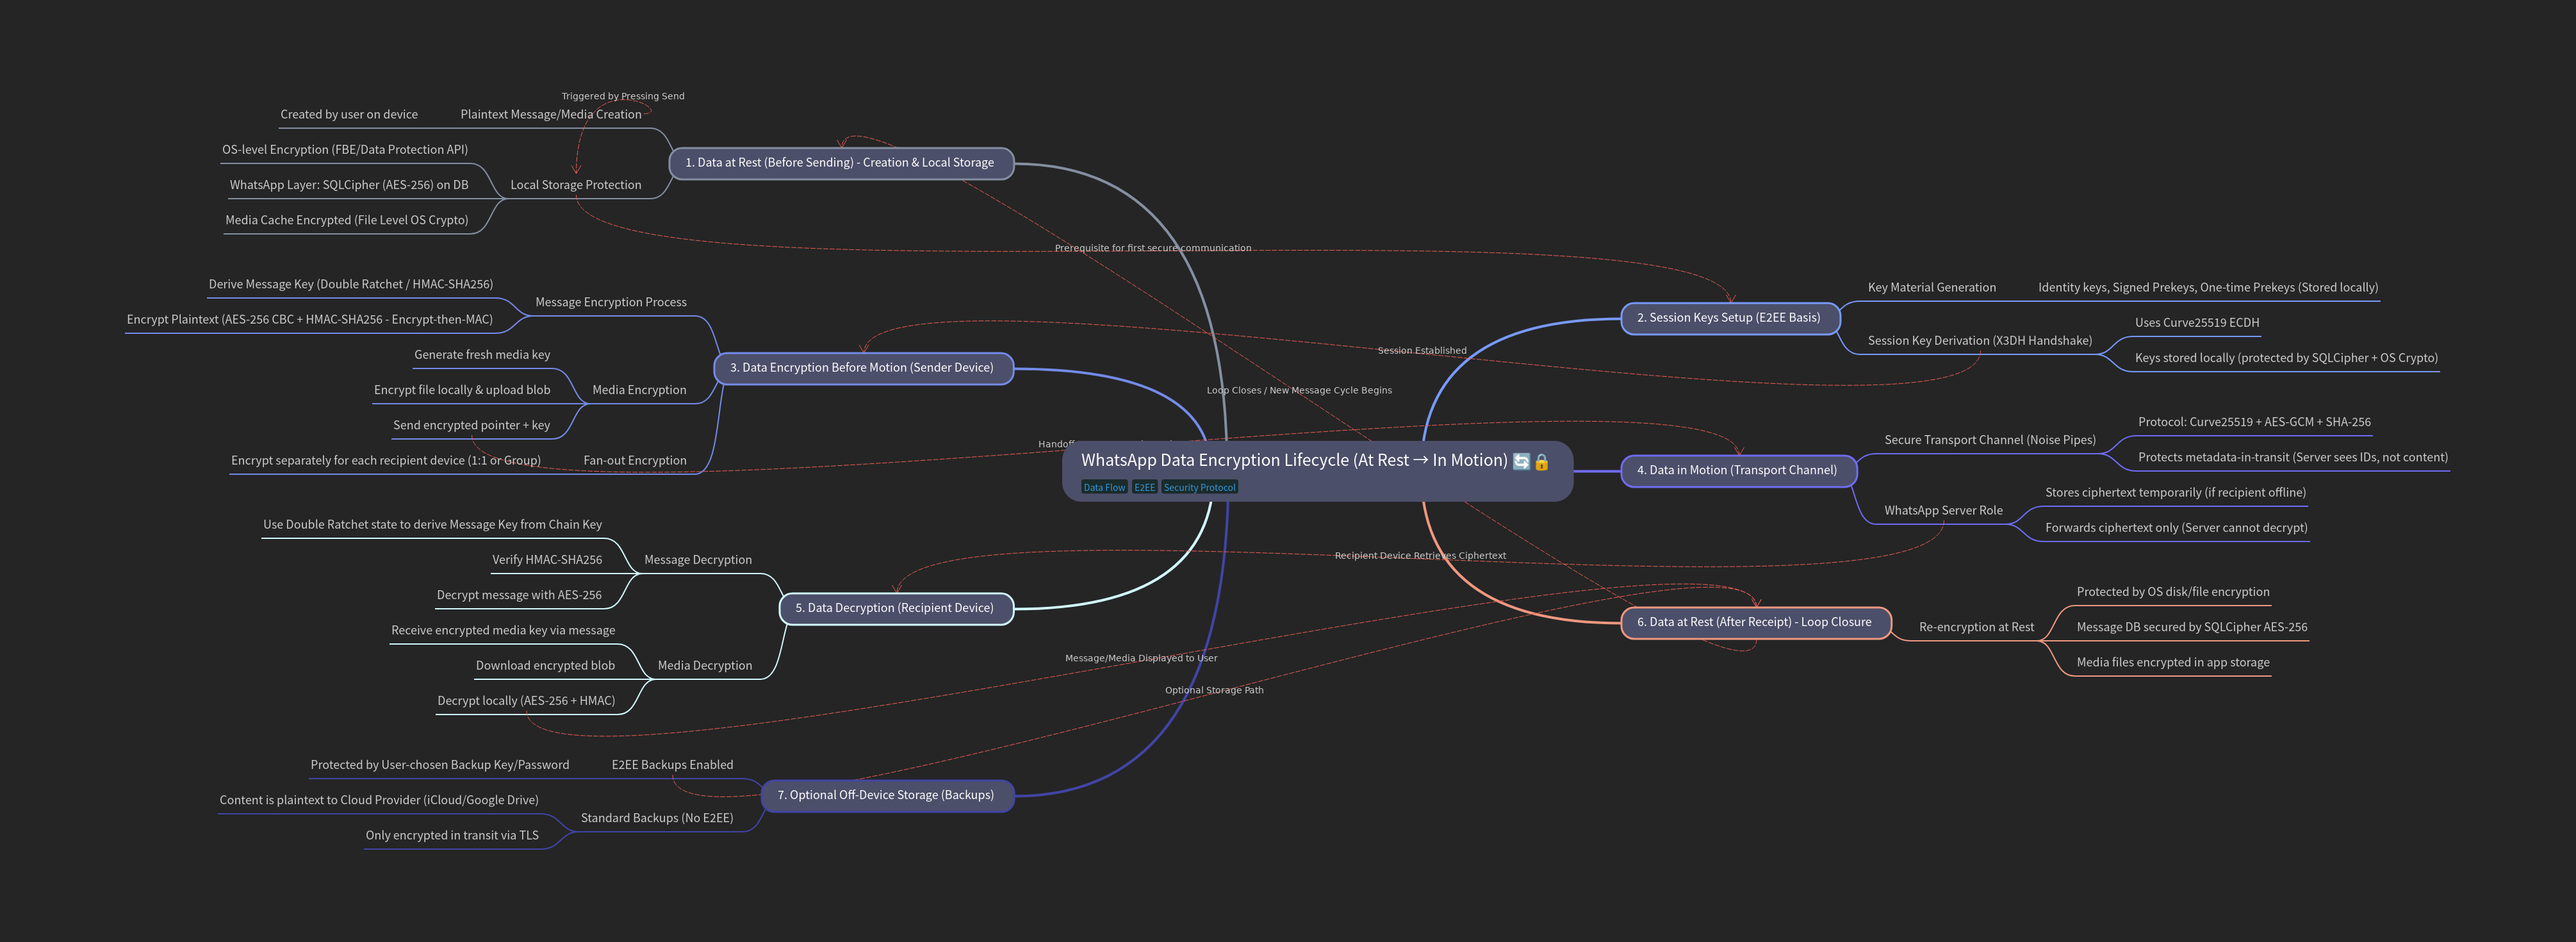 WhatsApp Data Encryption Lifecycle (At Rest → In Motion) 🔄🔒
Data Flow E2EE Security Protocol
1. Data at Rest (Before Sending) - Creation & Local Storage
Plaintext Message/Media Creation
Created by user on device
Triggered by Pressing Send
Local Storage Protection
OS-level Encryption (FBE/Data Protection API)
WhatsApp Layer: SQLCipher (AES-256) on DB
Media Cache Encrypted (File Level OS Crypto)
Prerequisite for first secure communication
2. Session Keys Setup (E2EE Basis)
Key Material Generation
Identity keys, Signed Prekeys, One-time Prekeys (Stored locally)
Session Key Derivation (X3DH Handshake)
Uses Curve25519 ECDH
Keys stored locally (protected by SQLCipher + OS Crypto)
Session Established
3. Data Encryption Before Motion (Sender Device)
Message Encryption Process
Derive Message Key (Double Ratchet / HMAC-SHA256)
Encrypt Plaintext (AES-256 CBC + HMAC-SHA256 - Encrypt-then-MAC)
Media Encryption
Generate fresh media key
Encrypt file locally & upload blob
Send encrypted pointer + key
Fan-out Encryption
Encrypt separately for each recipient device (1:1 or Group)
Loop Closes / New Message Cycle Begins
Handoff
4. Data in Motion (Transport Channel)
Secure Transport Channel (Noise Pipes)
Protocol: Curve25519 + AES-GCM + SHA-256
Protects metadata-in-transit (Server sees IDs, not content)
WhatsApp Server Role
Stores ciphertext temporarily (if recipient offline)
Forwards ciphertext only (Server cannot decrypt)
Recipient Device Retrieves Ciphertext
5. Data Decryption (Recipient Device)
Message Decryption
Use Double Ratchet state to derive Message Key from Chain Key
Verify HMAC-SHA256
Decrypt message with AES-256
Media Decryption
Receive encrypted media key via message
Download encrypted blob
Decrypt locally (AES-256 + HMAC)
Message/Media Displayed to User
6. Data at Rest (After Receipt) - Loop Closure
Re-encryption at Rest
Protected by OS disk/file encryption
Message DB secured by SQLCipher AES-256
Media files encrypted in app storage
Optional Storage Path
7. Optional Off-Device Storage (Backups)
E2EE Backups Enabled
Protected by User-chosen Backup Key/Password
Standard Backups (No E2EE)
Content is plaintext to Cloud Provider (iCloud/Google Drive)
Only encrypted in transit via TLS